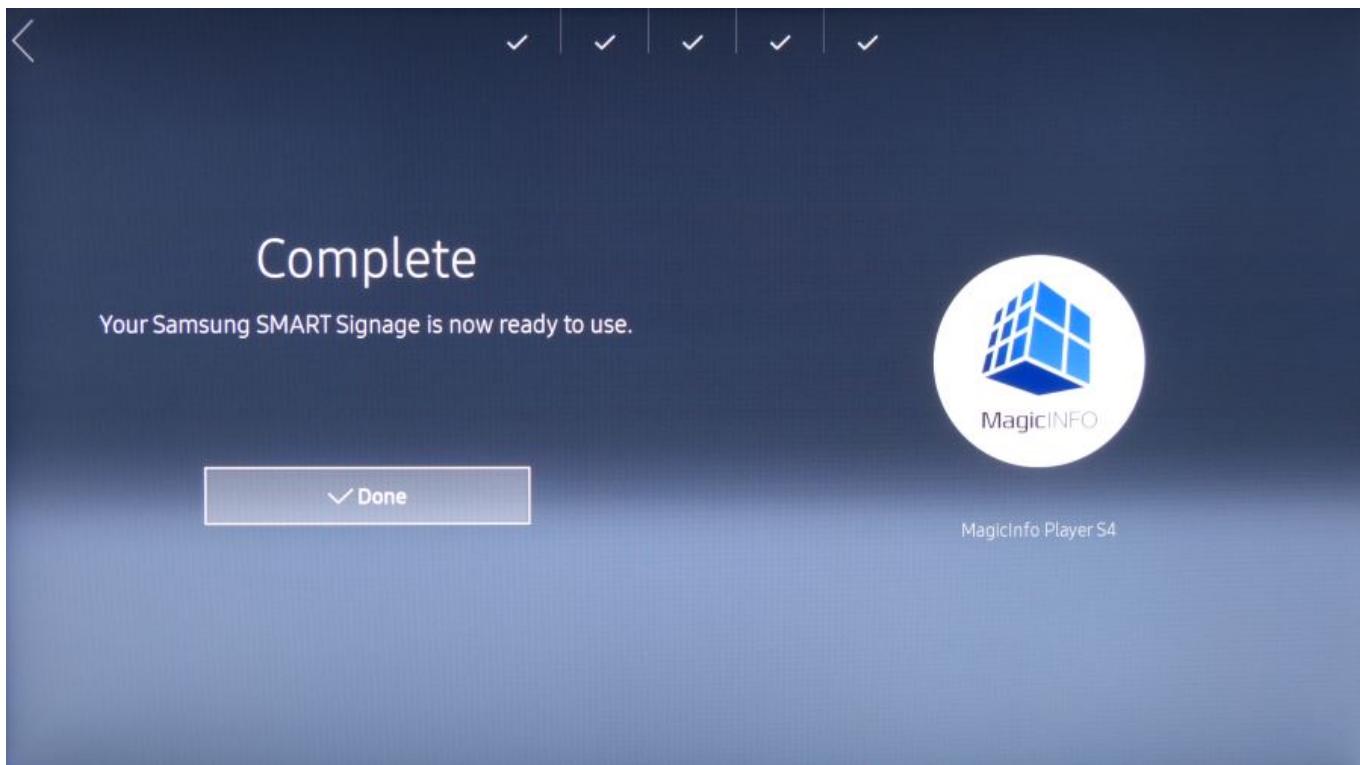 Complete
Your Samsung SMART Signage is now ready to use.
Done
MagicINFO
MagicInfo Player S4